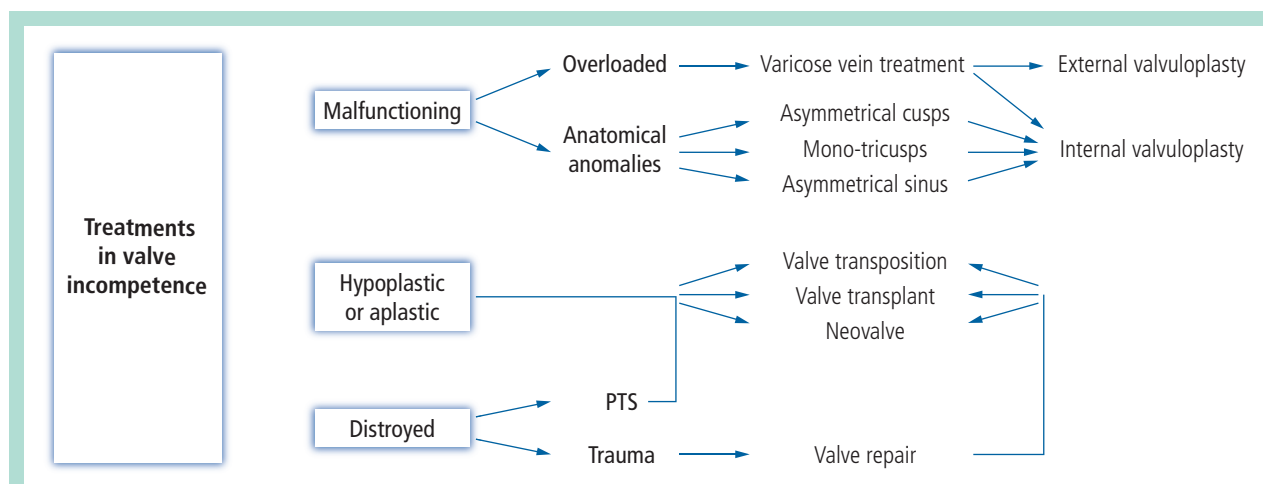 Treatments
in valve
incompetence
Malfunctioning
Overloaded
Varicose vein treatment
External valvuloplasty
Anatomical
anomalies
Asymmetrical cusps
Mono-tricusps
Asymmetrical sinus
Internal valvuloplasty
Hypoplastic
or aplastic
Valve transposition
Valve transplant
Neovalve
Distroyed
PTS
Trauma
Valve repair